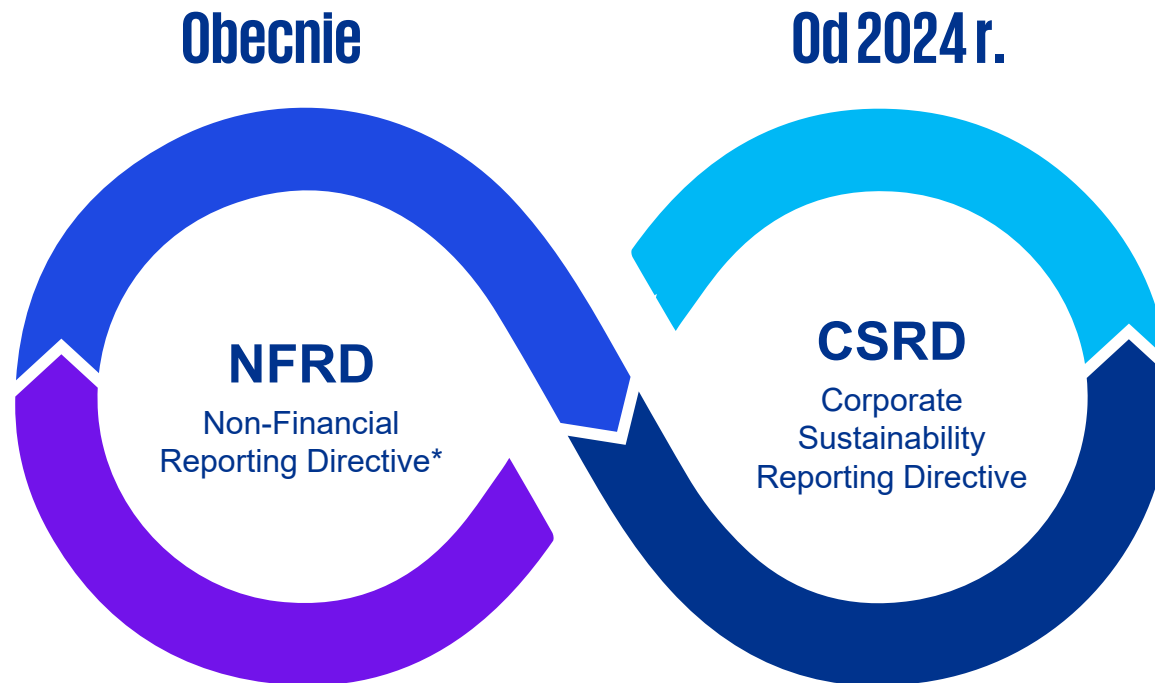 Obecnie
Od 2024 r.
NFRD
Non-Financial
Reporting Directive*
CSRD
Corporate
Sustainability
Reporting Directive